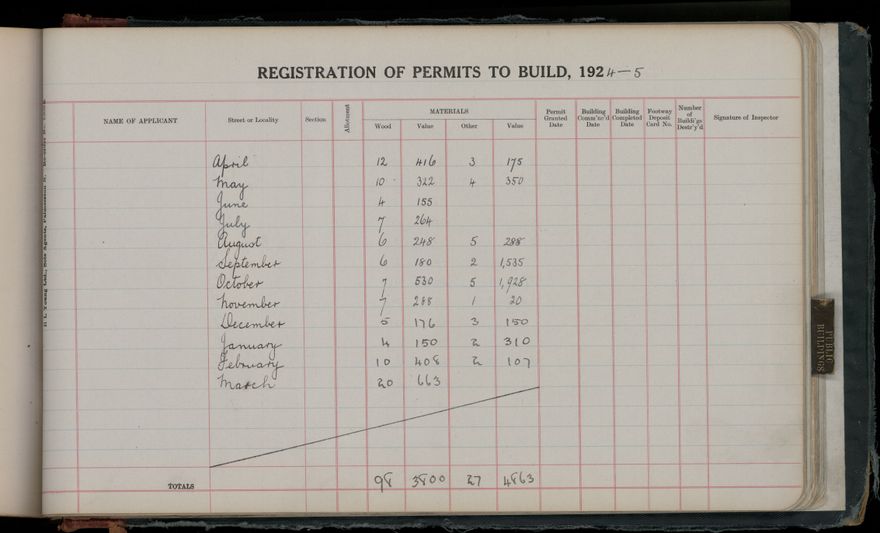 REGISTRATION OF PERMITS TO BUILD, 1924-5
NAME OF APPLICANT Street or Locality Section Allotment MATERIALS Wood Value Other Value Permit Granted Date Building Comm'nc'd Date Building Completed Date Footway Deposit Card No. Number of Buildi'gs Destr'y'd Signature of Inspector
April 12 416 3 175
May 10 322 4 350
June 4 155
July 7 264
August 6 248 5 288
September 6 180 2 1,535
October 7 530 5 1,928
November 7 288 1 20
December 5 176 3 150
January 4 150 2 310
February 10 408 2 107
March 20 663
TOTALS 98 3800 27 4863
PUBLIC
BUILDINGS